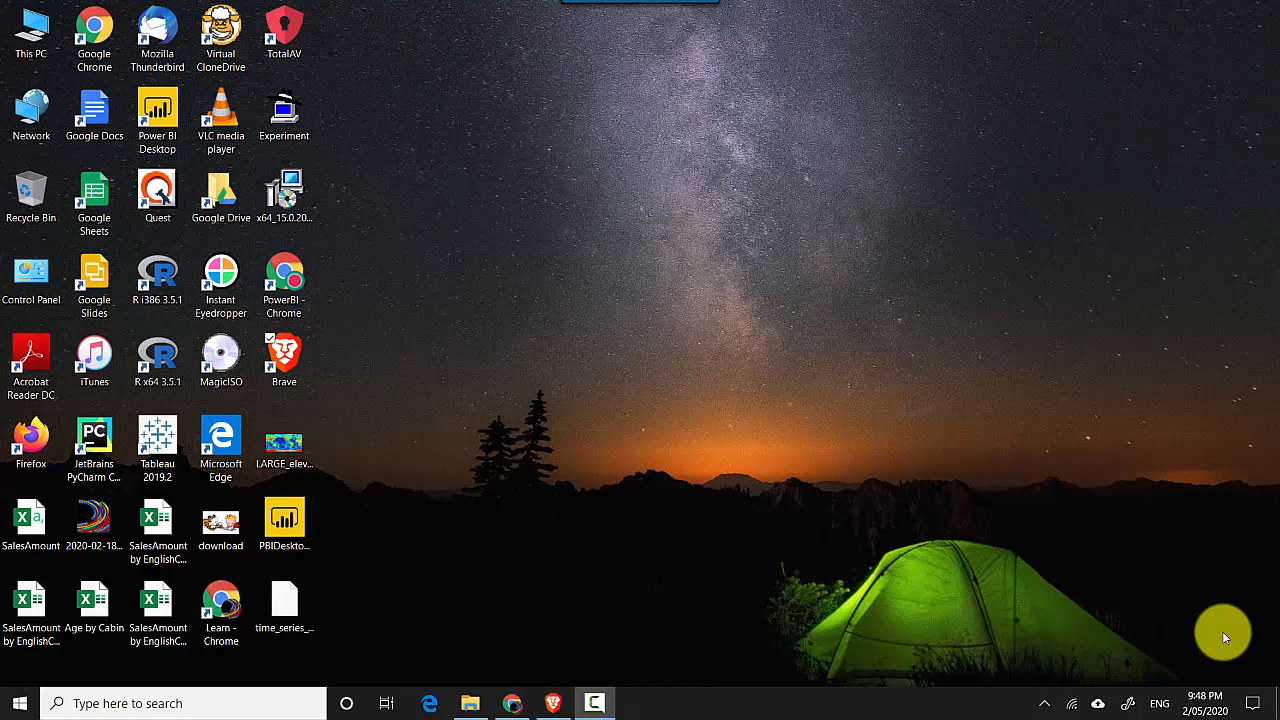 This PC
Google
Chrome
Mozilla
Thunderbird
Virtual
CloneDrive
TotalAV
Network
Google Docs
Power BI
Desktop
VLC media
player
Experiment
Recycle Bin
Google
Sheets
Quest
Google Drive
x64_15.0.20...
Control Panel
Google
Slides
R i386 3.5.1
Instant
Eyedropper
PowerBI -
Chrome
Acrobat
Reader DC
iTunes
R x64 3.5.1
MagicISO
Brave
Firefox
PC
JetBrains
PyCharm C...
Tableau
2019.2
Microsoft
Edge
LARGE_elev...
SalesAmount
2020-02-18...
SalesAmount
by EnglishC...
download
PBIDeskto...
SalesAmount
by EnglishC...
Age by Cabin
SalesAmount
by EnglishC...
Learn -
Chrome
time_series_...
Type here to search
ENG
9:48 PM
2/05/2020